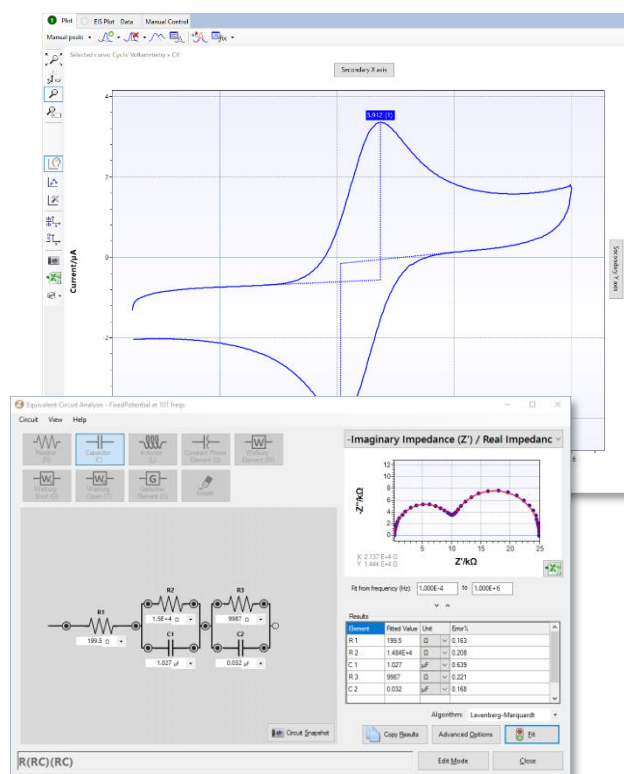 Plot EIS Plot Data Manual Control
Manual peaks
Selected curve: Cyclic Voltammetry » CV
Secondary X axis
3.912 (1)
4
2
0
-2
Current/µA
Secondary Y axis
Equivalent Circuit Analysis - FixedPotential at 101 freqs
Circuit View Help
Resistor (R)
Capacitor (C)
Inductor (L)
Constant Phase Element (Q)
Warburg Element (W)
Warburg Short (O)
Warburg Open (T)
Gerischer Element (G)
Eraser
-Imaginary Impedance (Z') / Real Impedanc
12
10
8
6
4
2
0
-Z''/kΩ
5 10 15 20 25
Z'/kΩ
X: 2.137 E+4 Ω
Y: 1.444 E+4 Ω
Fit from frequency (Hz): 1.000E-4 to 1.000E+6
Results
Element Fitted Value Unit Error%
R 1 199.5 Ω 0.163
R 2 1.484E+4 Ω 0.208
C 1 1.027 µF 0.639
R 3 9987 Ω 0.221
C 2 0.032 µF 0.168
R1
199.5 Ω
R2
1.5E+4 Ω
C1
1.027 µF
R3
9987 Ω
C2
0.032 µF
Algorithm: Levenberg-Marquardt
Circuit Snapshot
Copy Results Advanced Options Fit
R(RC)(RC)
Edit Mode Close